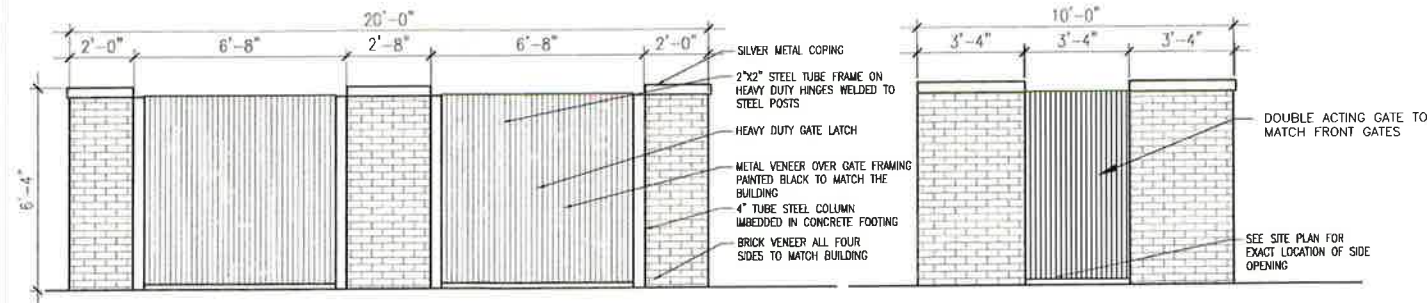 20'-0"
2'-0" 6'-8" 2'-8" 6'-8" 2'-0"
6'-4"
SILVER METAL COPING
2"X2" STEEL TUBE FRAME ON
HEAVY DUTY HINGES WELDED TO
STEEL POSTS
HEAVY DUTY GATE LATCH
METAL VENEER OVER GATE FRAMING
PAINTED BLACK TO MATCH THE
BUILDING
4" TUBE STEEL COLUMN
IMBEDDED IN CONCRETE FOOTING
BRICK VENEER ALL FOUR
SIDES TO MATCH BUILDING
10'-0"
3'-4" 3'-4" 3'-4"
DOUBLE ACTING GATE TO
MATCH FRONT GATES
SEE SITE PLAN FOR
EXACT LOCATION OF SIDE
OPENING